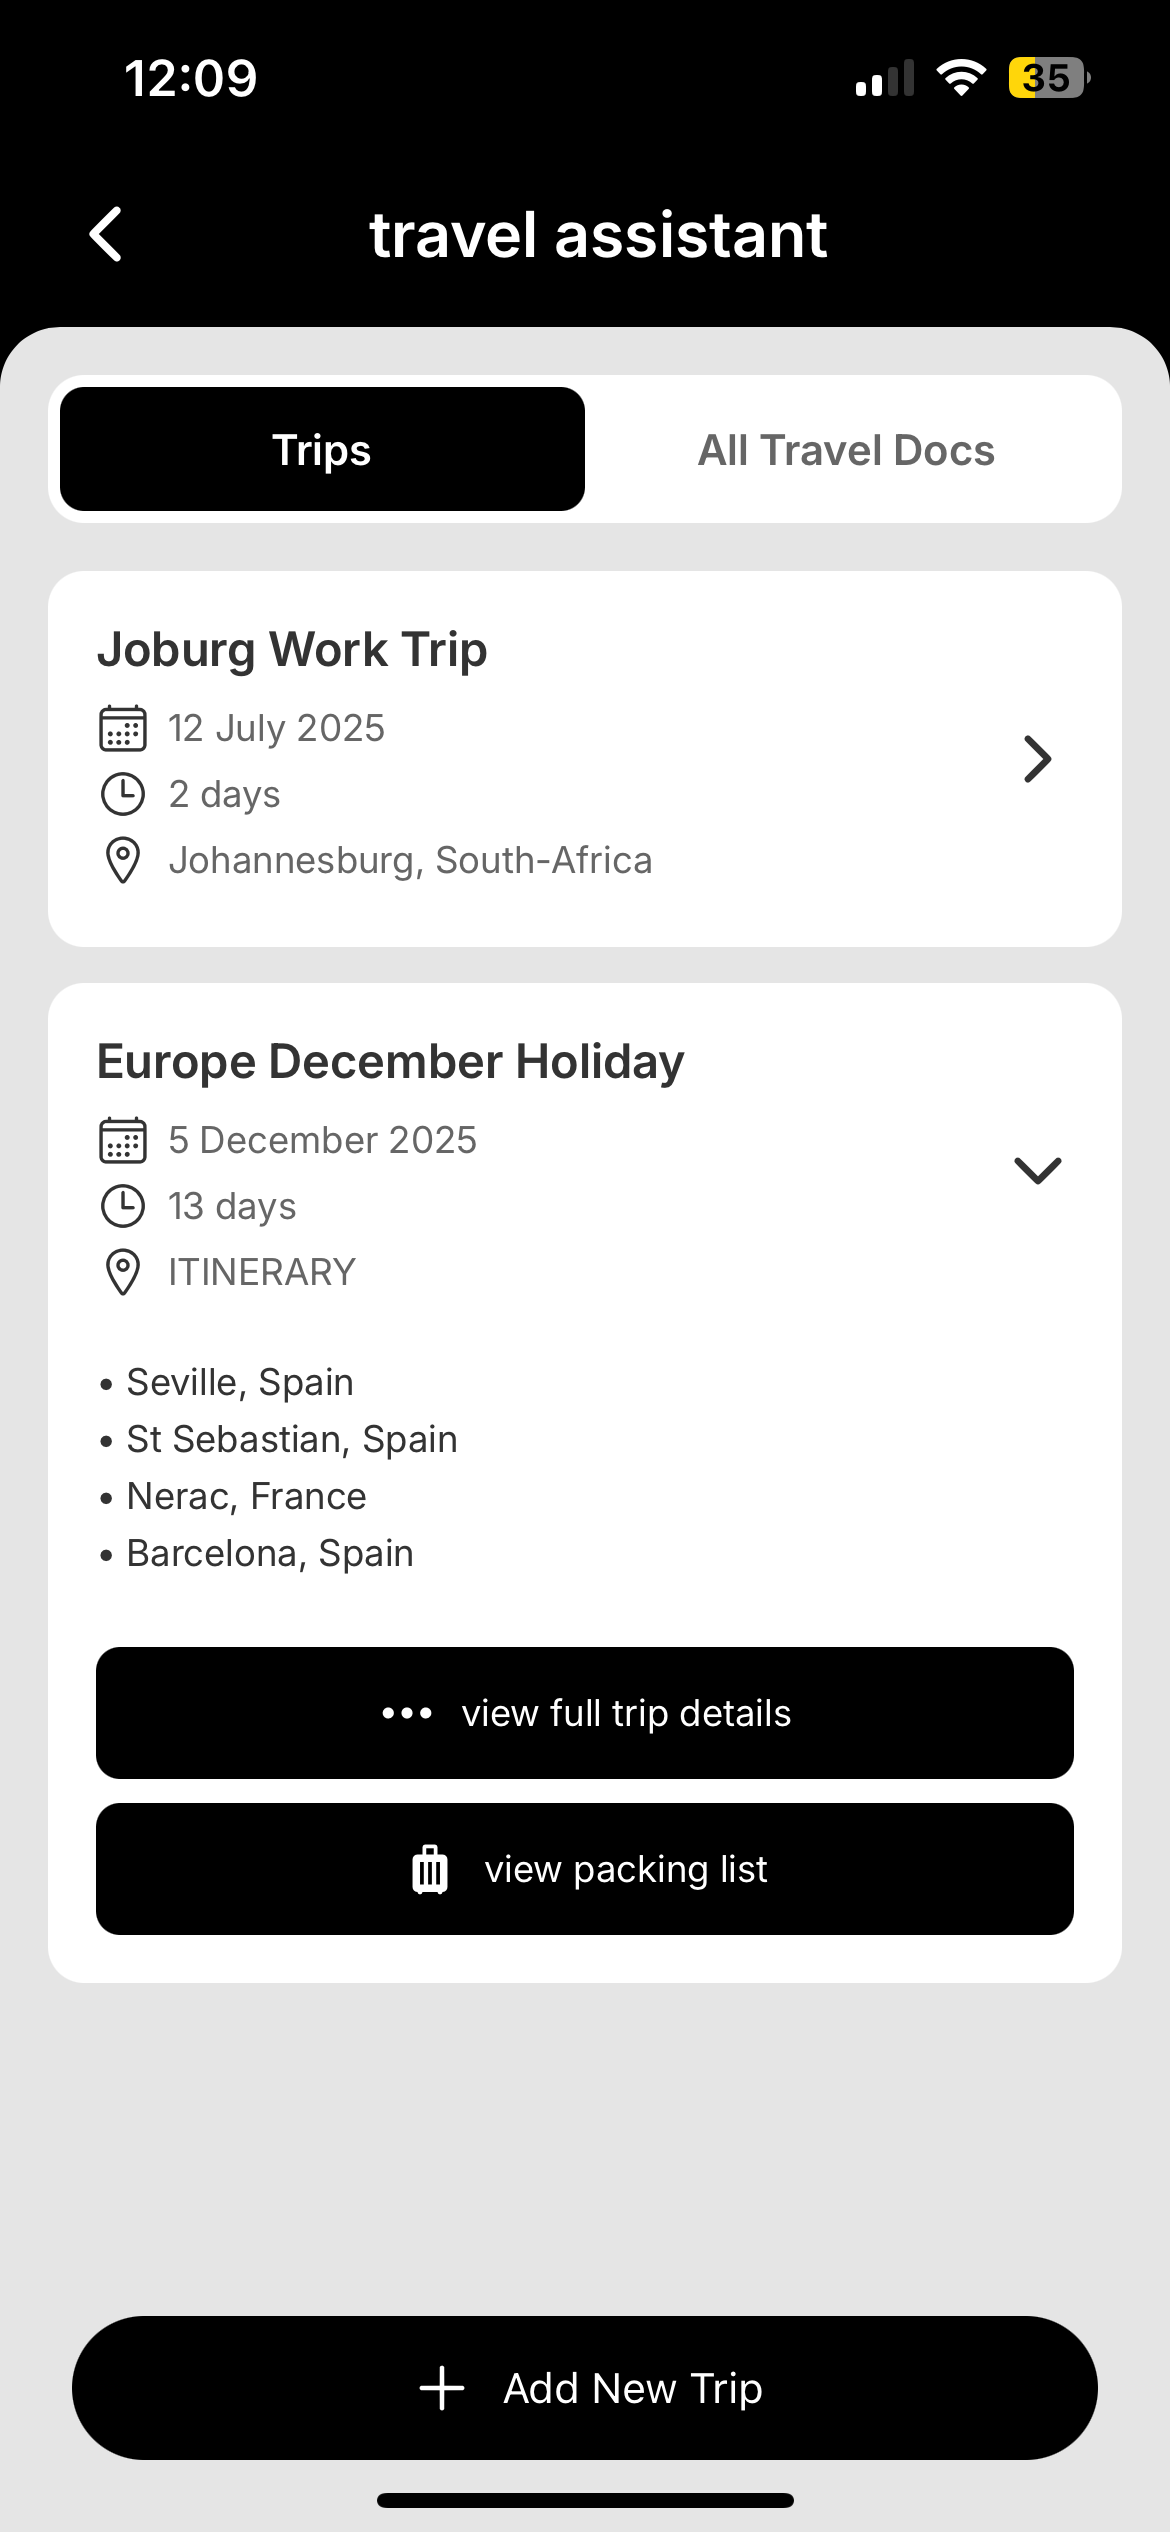 12:09
35
travel assistant
Trips
All Travel Docs
Joburg Work Trip
12 July 2025
2 days
Johannesburg, South-Africa
Europe December Holiday
5 December 2025
13 days
ITINERARY
• Seville, Spain
• St Sebastian, Spain
• Nerac, France
• Barcelona, Spain
view full trip details
view packing list
Add New Trip